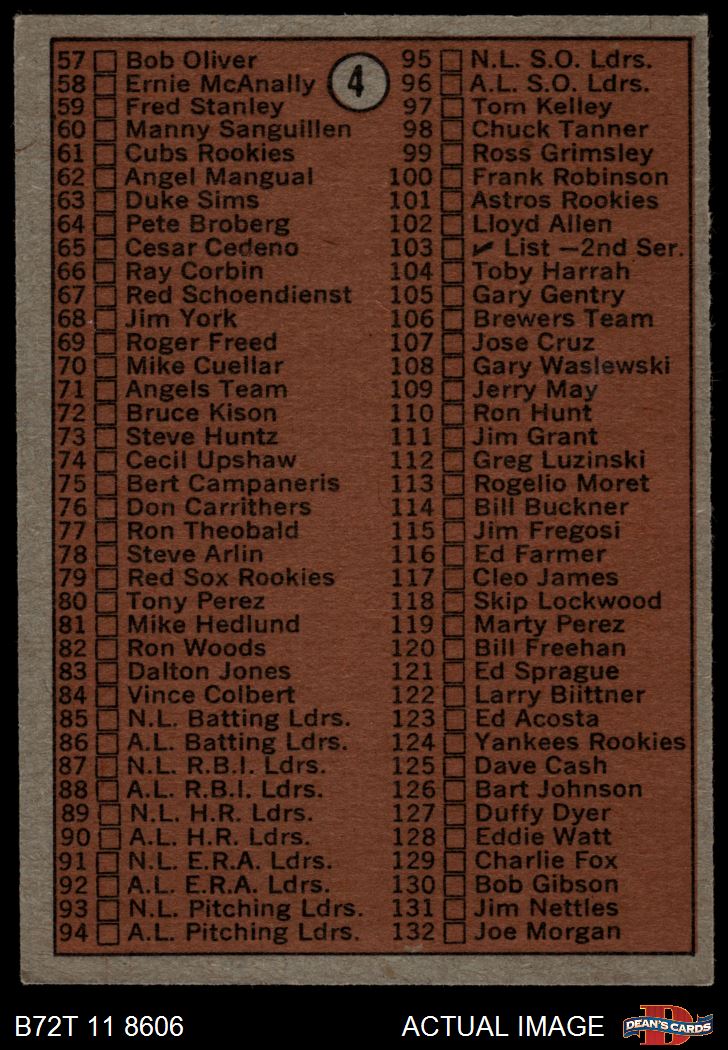 4
57 Bob Oliver
58 Ernie McAnally
59 Fred Stanley
60 Manny Sanguillen
61 Cubs Rookies
62 Angel Mangual
63 Duke Sims
64 Pete Broberg
65 Cesar Cedeno
66 Ray Corbin
67 Red Schoendienst
68 Jim York
69 Roger Freed
70 Mike Cuellar
71 Angels Team
72 Bruce Kison
73 Steve Huntz
74 Cecil Upshaw
75 Bert Campaneris
76 Don Carrithers
77 Ron Theobald
78 Steve Arlin
79 Red Sox Rookies
80 Tony Perez
81 Mike Hedlund
82 Ron Woods
83 Dalton Jones
84 Vince Colbert
85 N.L. Batting Ldrs.
86 A.L. Batting Ldrs.
87 N.L. R.B.I. Ldrs.
88 A.L. R.B.I. Ldrs.
89 N.L. H.R. Ldrs.
90 A.L. H.R. Ldrs.
91 N.L. E.R.A. Ldrs.
92 A.L. E.R.A. Ldrs.
93 N.L. Pitching Ldrs.
94 A.L. Pitching Ldrs.
95 N.L. S.O. Ldrs.
96 A.L. S.O. Ldrs.
97 Tom Kelley
98 Chuck Tanner
99 Ross Grimsley
100 Frank Robinson
101 Astros Rookies
102 Lloyd Allen
103 ✓ List —2nd Ser.
104 Toby Harrah
105 Gary Gentry
106 Brewers Team
107 Jose Cruz
108 Gary Waslewski
109 Jerry May
110 Ron Hunt
111 Jim Grant
112 Greg Luzinski
113 Rogelio Moret
114 Bill Buckner
115 Jim Fregosi
116 Ed Farmer
117 Cleo James
118 Skip Lockwood
119 Marty Perez
120 Bill Freehan
121 Ed Sprague
122 Larry Biittner
123 Ed Acosta
124 Yankees Rookies
125 Dave Cash
126 Bart Johnson
127 Duffy Dyer
128 Eddie Watt
129 Charlie Fox
130 Bob Gibson
131 Jim Nettles
132 Joe Morgan
B72T 11 8606
ACTUAL IMAGE
D
DEAN'S CARDS